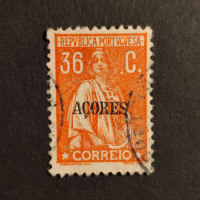 REPUBLICA PORTUGUESA
36 C.
AÇORES
CORREIO